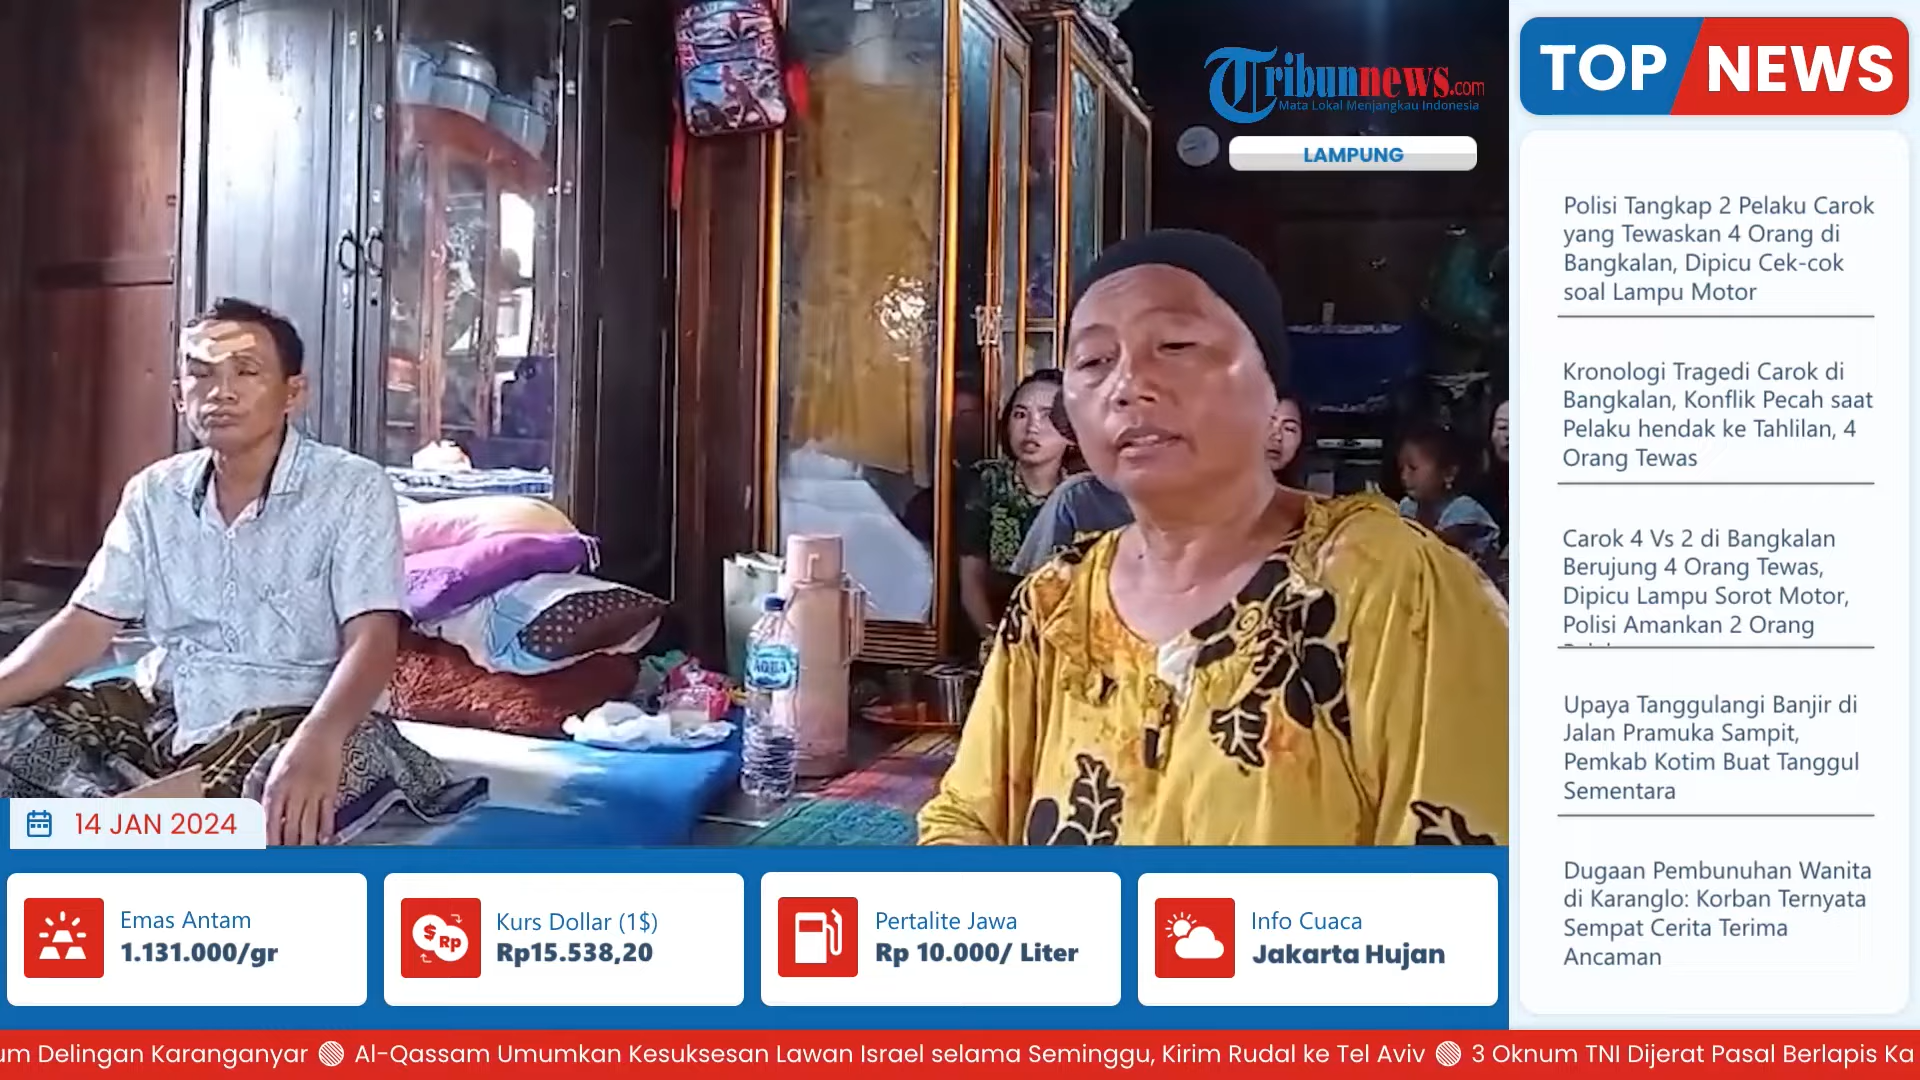 Tribunnews.com
Mata Lokal Menjangkau Indonesia
LAMPUNG
AQUA
14 JAN 2024
Emas Antam
1.131.000/gr
Kurs Dollar (1$)
$ Rp
Rp15.538,20
Pertalite Jawa
Rp 10.000/ Liter
Info Cuaca
Jakarta Hujan
TOP NEWS
Polisi Tangkap 2 Pelaku Carok
yang Tewaskan 4 Orang di
Bangkalan, Dipicu Cek-cok
soal Lampu Motor
Kronologi Tragedi Carok di
Bangkalan, Konflik Pecah saat
Pelaku hendak ke Tahlilan, 4
Orang Tewas
Carok 4 Vs 2 di Bangkalan
Berujung 4 Orang Tewas,
Dipicu Lampu Sorot Motor,
Polisi Amankan 2 Orang
Upaya Tanggulangi Banjir di
Jalan Pramuka Sampit,
Pemkab Kotim Buat Tanggul
Sementara
Dugaan Pembunuhan Wanita
di Karanglo: Korban Ternyata
Sempat Cerita Terima
Ancaman
um Delingan Karanganyar Al-Qassam Umumkan Kesuksesan Lawan Israel selama Seminggu, Kirim Rudal ke Tel Aviv 3 Oknum TNI Dijerat Pasal Berlapis Ka